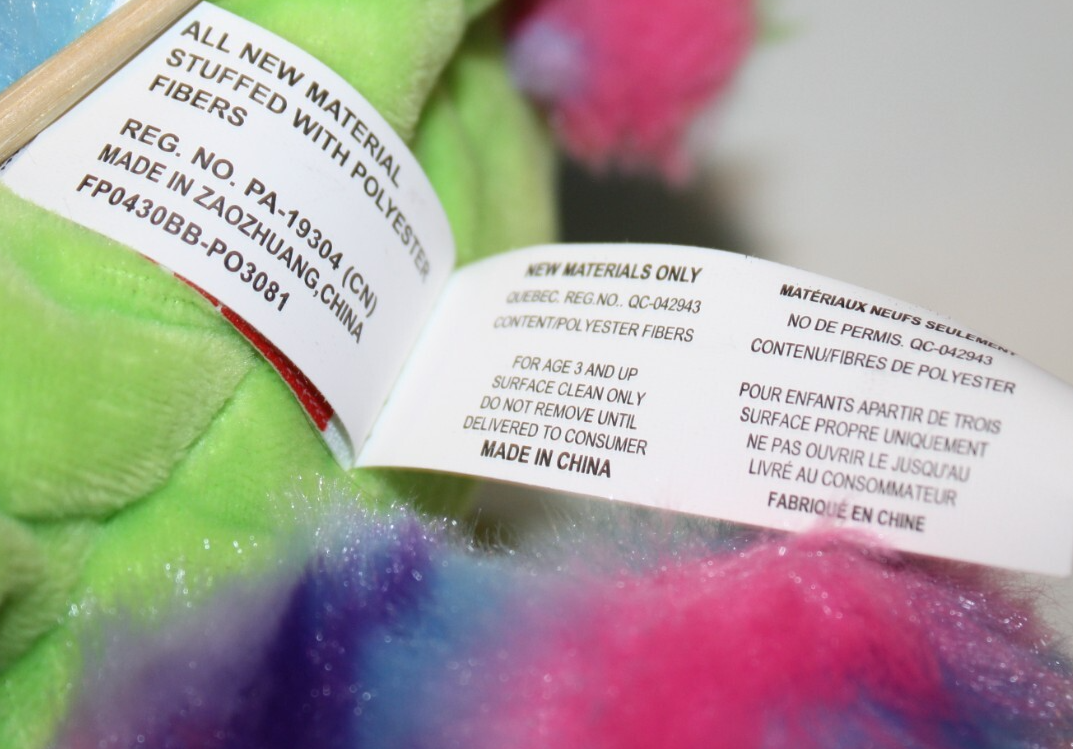 ALL NEW MATERIAL
STUFFED WITH POLYESTER
FIBERS
REG. NO. PA-19304 (CN)
MADE IN ZAOZHUANG,CHINA
FP0430BB-PO3081
NEW MATERIALS ONLY
QUEBEC. REG.NO.. QC-042943
CONTENT/POLYESTER FIBERS
FOR AGE 3 AND UP
SURFACE CLEAN ONLY
DO NOT REMOVE UNTIL
DELIVERED TO CONSUMER
MADE IN CHINA
MATÉRIAUX NEUFS SEULEMENT
NO DE PERMIS. QC-042943
CONTENU/FIBRES DE POLYESTER
POUR ENFANTS APARTIR DE TROIS
SURFACE PROPRE UNIQUEMENT
NE PAS OUVRIR LE JUSQU'AU
LIVRÉ AU CONSOMMATEUR
FABRIQUÉ EN CHINE